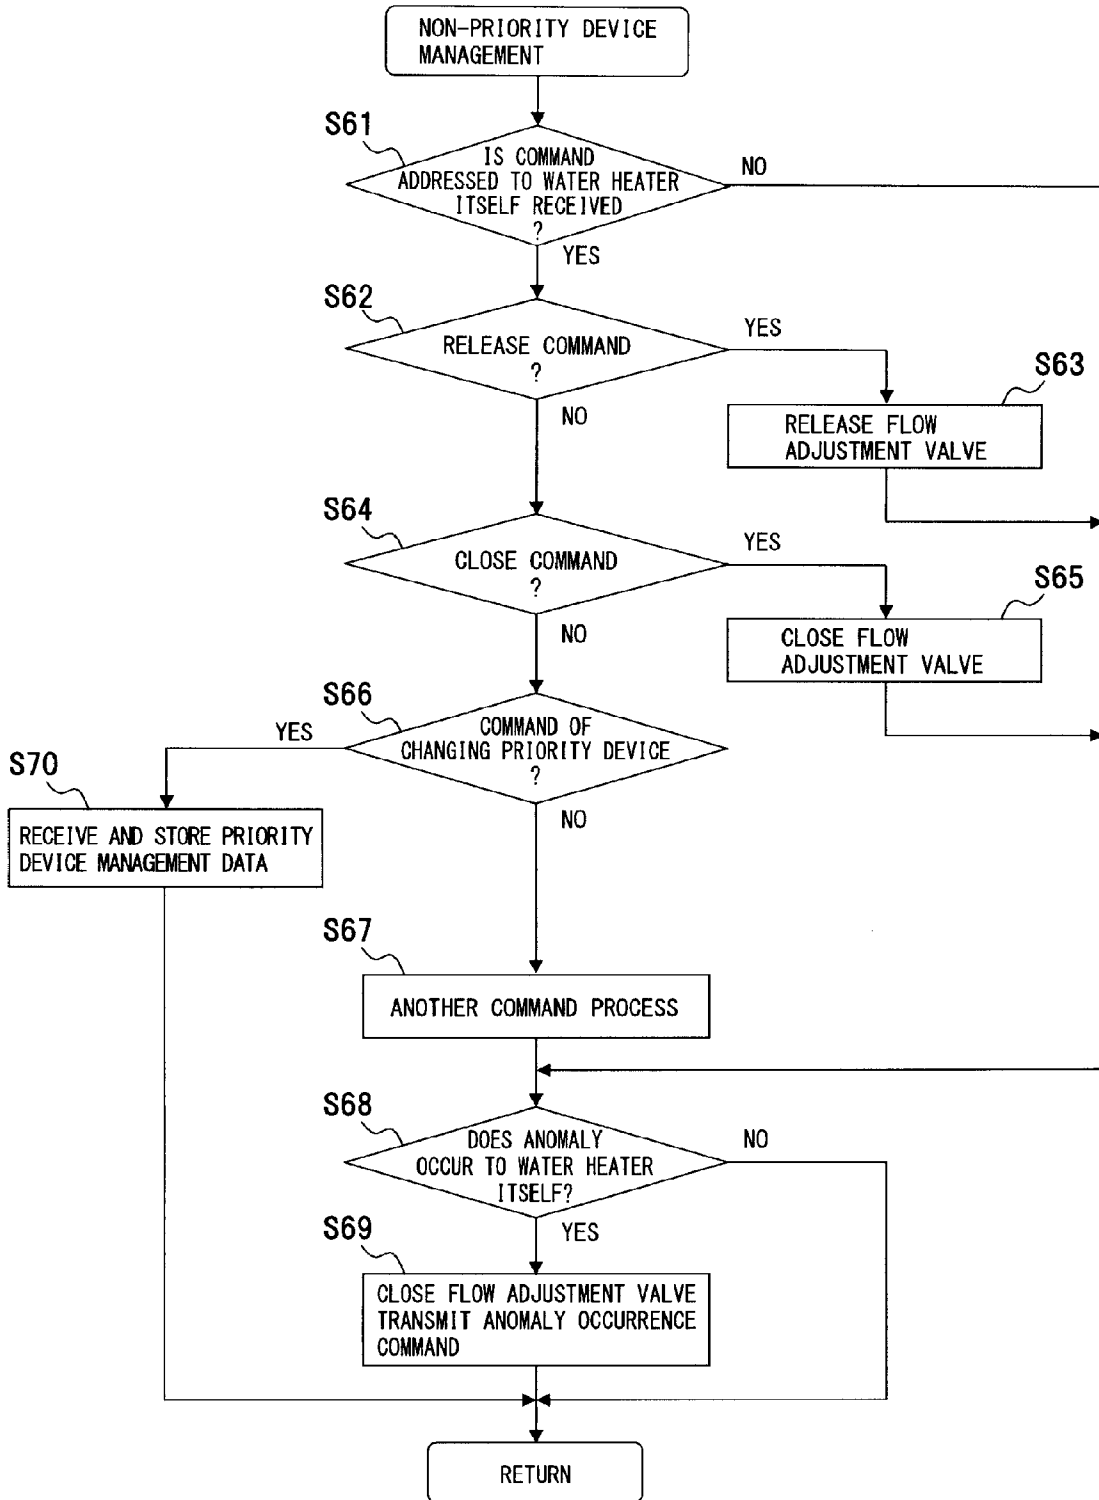 NON-PRIORITY DEVICE
MANAGEMENT
S61
IS COMMAND
ADDRESSED TO WATER HEATER
ITSELF RECEIVED
?
NO
YES
S62
RELEASE COMMAND
?
YES
NO
S63
RELEASE FLOW
ADJUSTMENT VALVE
S64
CLOSE COMMAND
?
YES
NO
S65
CLOSE FLOW
ADJUSTMENT VALVE
S66
COMMAND OF
CHANGING PRIORITY DEVICE
?
YES
NO
S70
RECEIVE AND STORE PRIORITY
DEVICE MANAGEMENT DATA
S67
ANOTHER COMMAND PROCESS
S68
DOES ANOMALY
OCCUR TO WATER HEATER
ITSELF?
NO
YES
S69
CLOSE FLOW ADJUSTMENT VALVE
TRANSMIT ANOMALY OCCURRENCE
COMMAND
RETURN